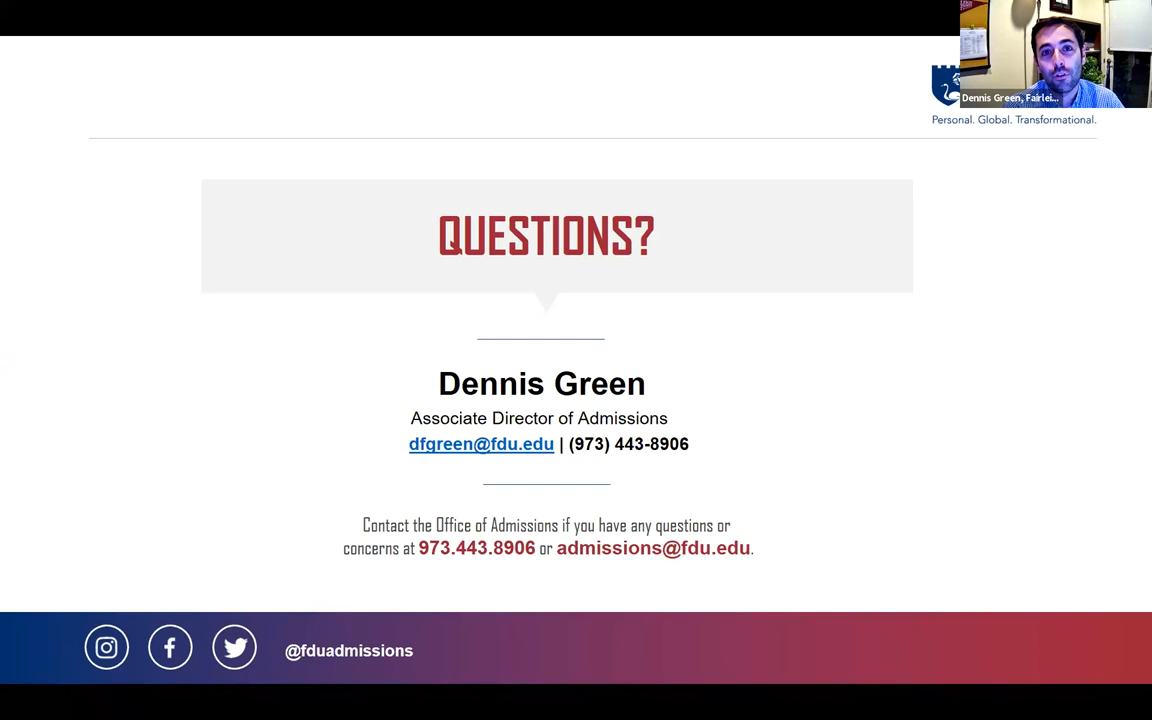 Dennis Green, Fairlei...
Personal. Global. Transformational.
QUESTIONS?
Dennis Green
Associate Director of Admissions
dfgreen@fdu.edu | (973) 443-8906
Contact the Office of Admissions if you have any questions or
concerns at 973.443.8906 or admissions@fdu.edu.
@fduadmissions